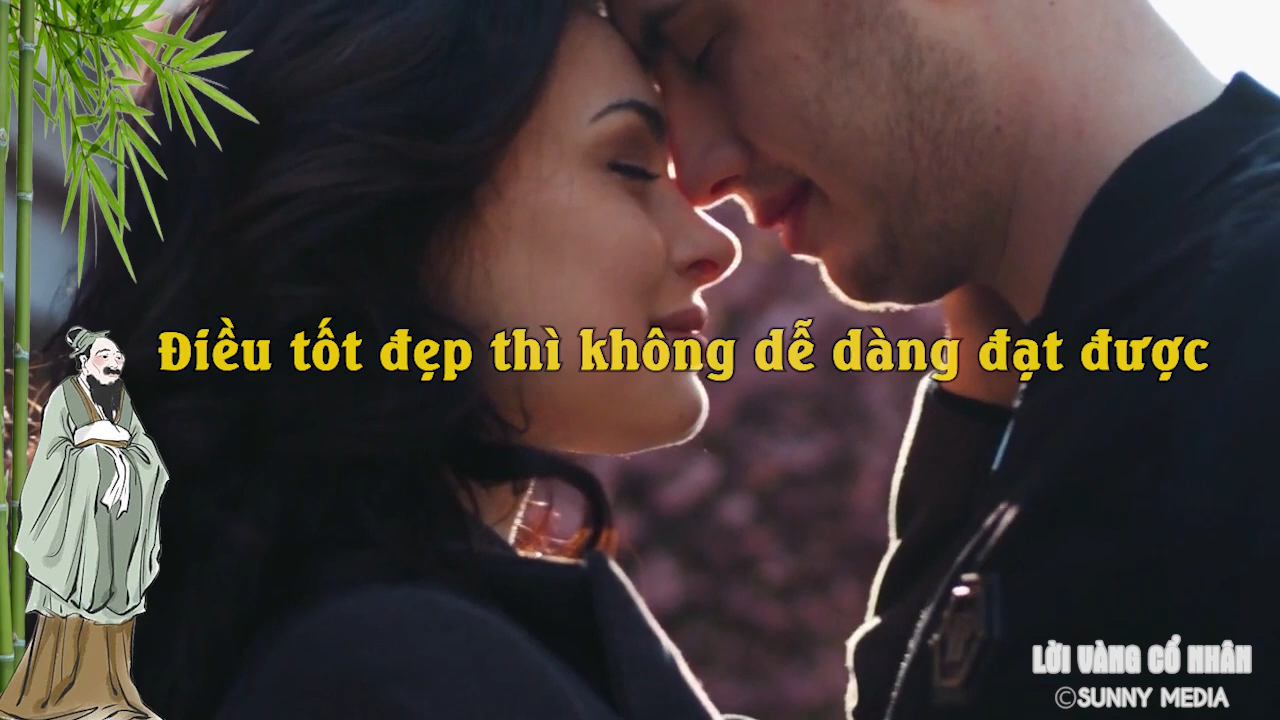 Điều tốt đẹp thì không dễ dàng đạt được
LỜI VÀNG CỔ NHÂN
©SUNNY MEDIA